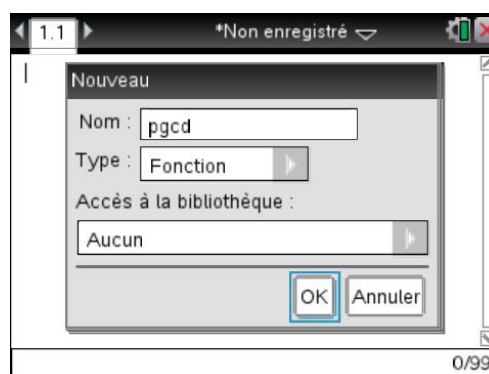 1.1 *Non enregistré
Nouveau
Nom : pgcd
Type : Fonction
Accès à la bibliothèque :
Aucun
OK Annuler
0/99